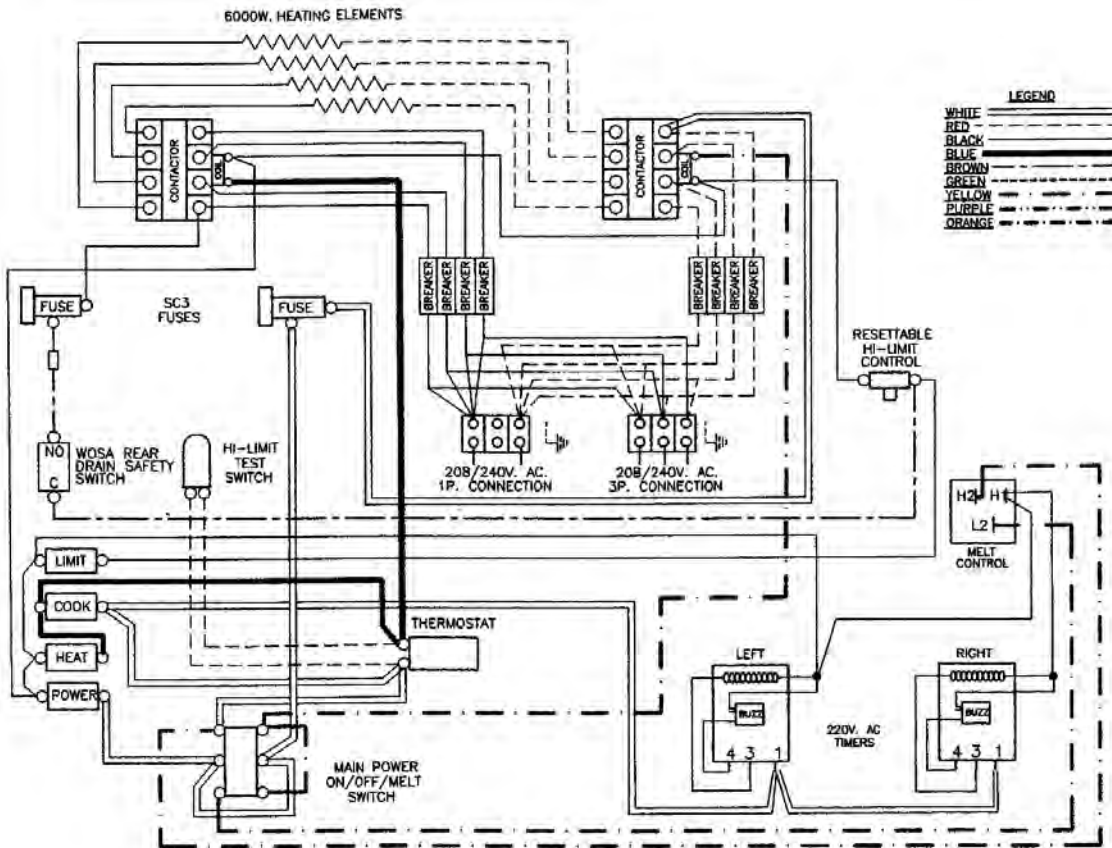 6000W. HEATING ELEMENTS
LEGEND
WHITE
RED
BLACK
BLUE
BROWN
GREEN
YELLOW
PURPLE
ORANGE
CONTACTOR
COIL
CONTACTOR
COIL
BREAKER
BREAKER
BREAKER
BREAKER
BREAKER
BREAKER
BREAKER
BREAKER
FUSE
SC3
FUSES
FUSE
RESETTABLE
HI-LIMIT
CONTROL
NO
C
WOSA REAR
DRAIN SAFETY
SWITCH
HI-LIMIT
TEST
SWITCH
208/240V. AC.
1P. CONNECTION
208/240V. AC.
3P. CONNECTION
H2
H1
L2
MELT
CONTROL
LIMIT
COOK
HEAT
POWER
THERMOSTAT
LEFT
BUZZ
4 3 1
220V. AC
TIMERS
RIGHT
BUZZ
4 3 1
MAIN POWER
ON/OFF/MELT
SWITCH